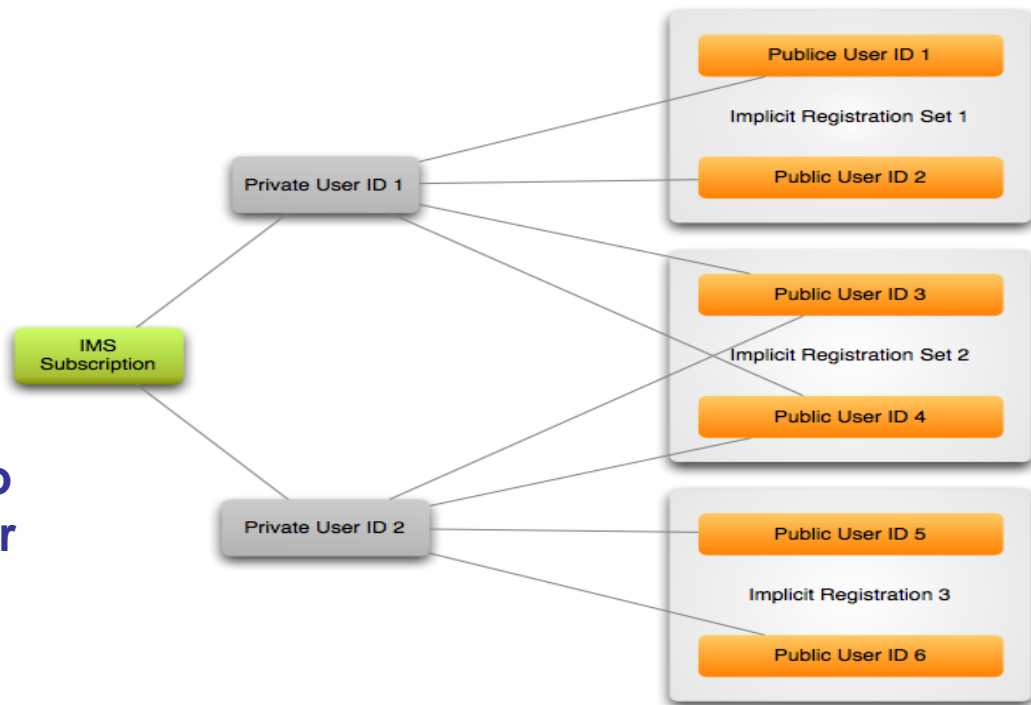 Publice User ID 1
Implicit Registration Set 1
Public User ID 2
Private User ID 1
Public User ID 3
Implicit Registration Set 2
Public User ID 4
IMS
Subscription
Private User ID 2
Public User ID 5
Implicit Registration 3
Public User ID 6